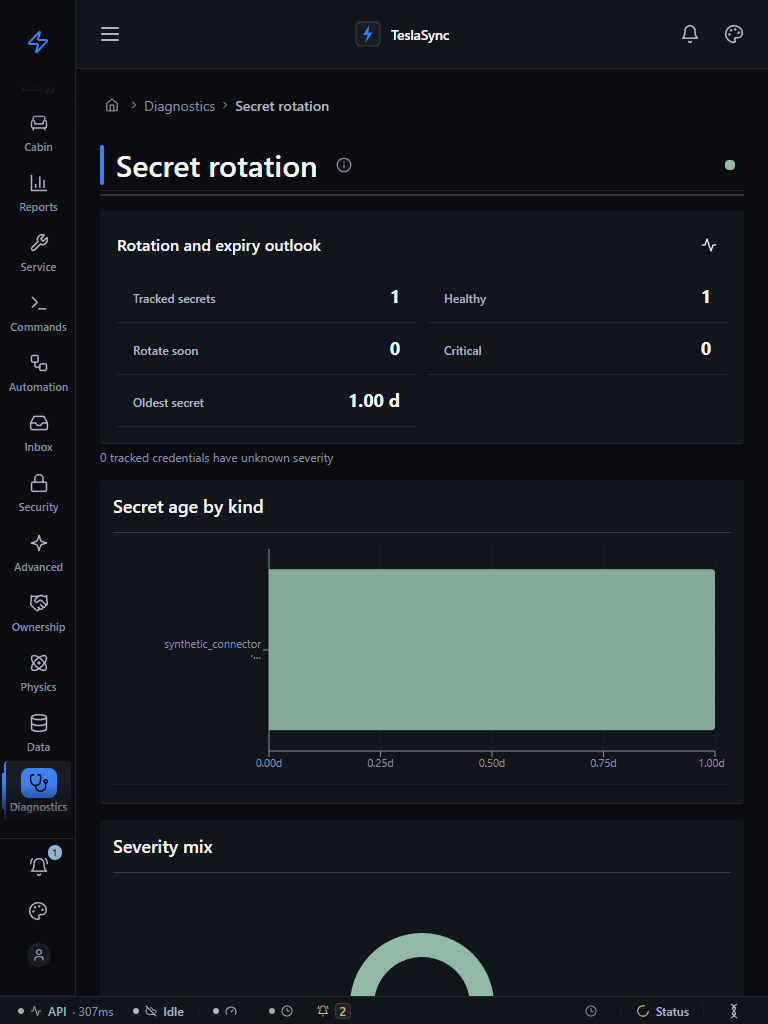 TeslaSync
Energy
Cabin
Reports
Service
Commands
Automation
Inbox
Security
Advanced
Ownership
Physics
Data
Diagnostics
1
Diagnostics
Secret rotation
Secret rotation
Rotation and expiry outlook
Tracked secrets 1
Healthy 1
Rotate soon 0
Critical 0
Oldest secret 1.00 d
0 tracked credentials have unknown severity
Secret age by kind
synthetic_connector
·...
0.00d 0.25d 0.50d 0.75d 1.00d
Severity mix
API · 307ms
Idle
2
Status